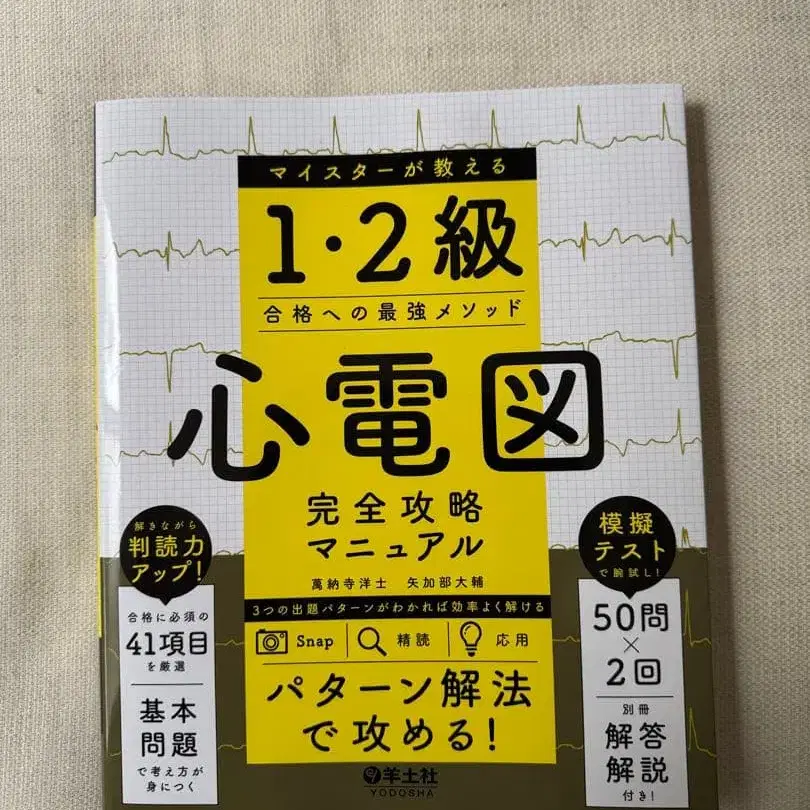 マイスターが教える
1・2級
合格への最強メソッド
心電図
完全攻略
マニュアル
萬納寺洋士 矢加部大輔
3つの出題パターンがわかれば効率よく解ける
Snap 精読 応用
パターン解法
で攻める!
羊土社
YODOSHA
解きながら
判読力
アップ!
合格に必須の
41項目
を厳選
基本
問題
で考え方が
身につく
模擬
テスト
で腕試し!
50問
×
2回
別冊
解答
解説
付き!